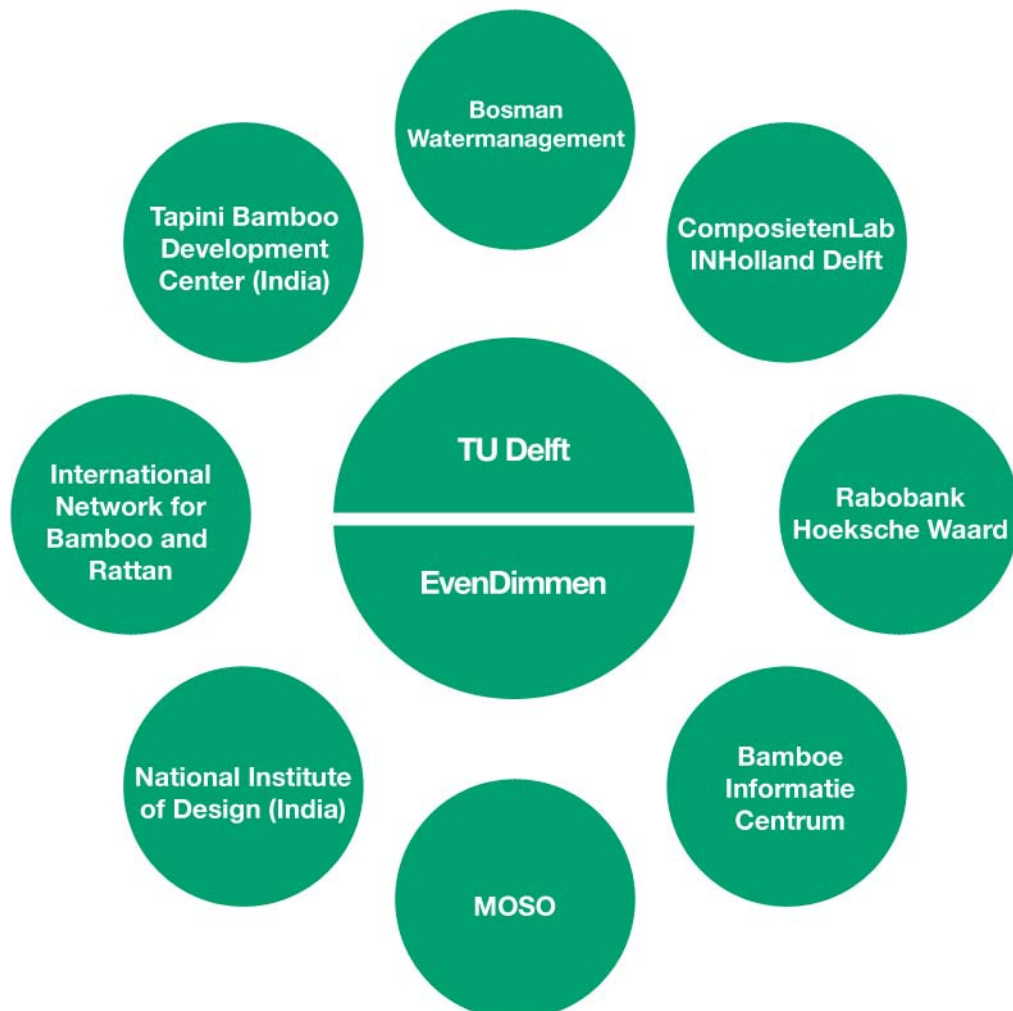 Bosman
Watermanagement
ComposietenLab
INHolland Delft
Rabobank
Hoeksche Waard
Bamboe
Informatie
Centrum
MOSO
National Institute
of Design (India)
International
Network for
Bamboo and
Rattan
Tapini Bamboo
Development
Center (India)
TU Delft
EvenDimmen